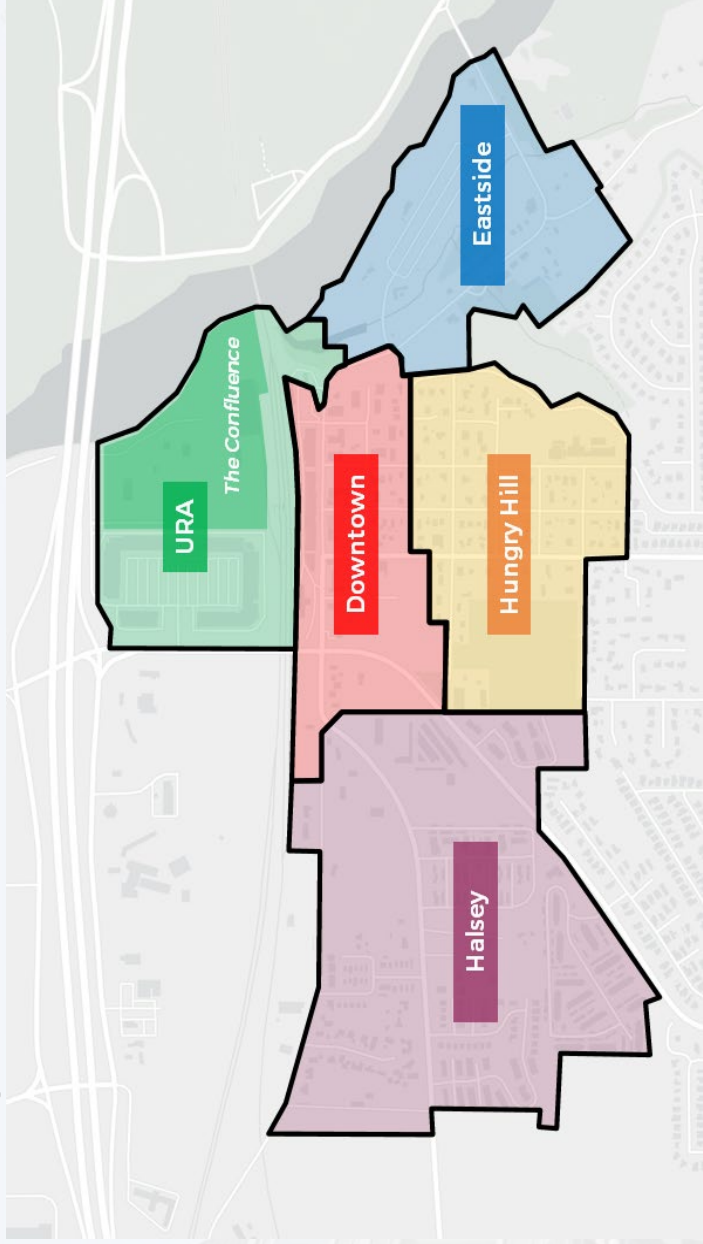 URA
The Confluence
Eastside
Downtown
Hungry Hill
Halsey